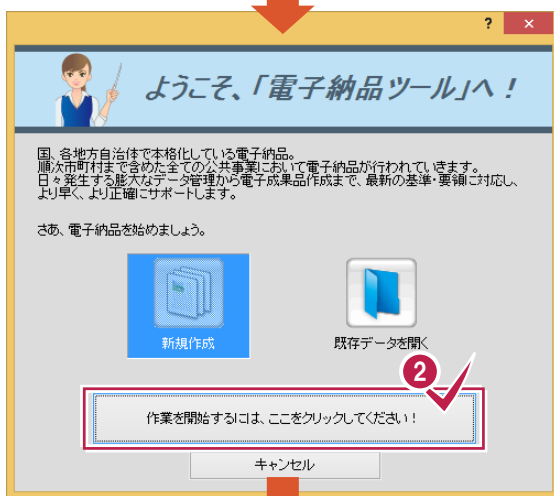 ? ×
ようこそ、「電子納品ツール」へ！
国、各地方自治体で本格化している電子納品。
順次市町村まで含めた全ての公共事業において電子納品が行われていきます。
日々発生する膨大なデータ管理から電子成果品作成まで、最新の基準・要領に対応し、
より早く、より正確にサポートします。
さあ、電子納品を始めましょう。
新規作成
既存データを開く
2
作業を開始するには、ここをクリックしてください！
キャンセル